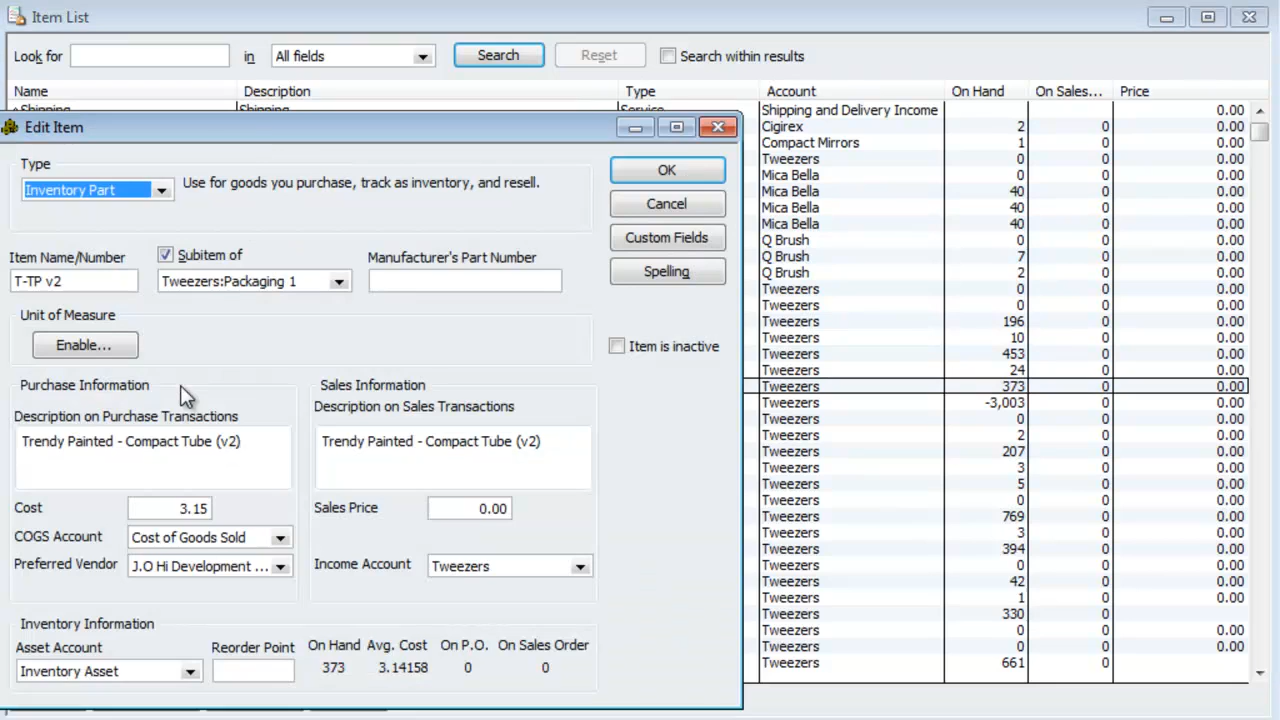 Item List
Look for in All fields Search Reset Search within results
Name Description Type Account On Hand On Sales... Price
Shipping Shipping Service Shipping and Delivery Income 0.00
Cigirex 2 0 0.00
Compact Mirrors 1 0 0.00
Tweezers 0 0 0.00
Mica Bella 0 0 0.00
Mica Bella 40 0 0.00
Mica Bella 40 0 0.00
Mica Bella 40 0 0.00
Q Brush 0 0 0.00
Q Brush 7 0 0.00
Q Brush 2 0 0.00
Tweezers 0 0 0.00
Tweezers 0 0 0.00
Tweezers 196 0 0.00
Tweezers 10 0 0.00
Tweezers 453 0 0.00
Tweezers 24 0 0.00
Tweezers 373 0 0.00
Tweezers -3,003 0 0.00
Tweezers 0 0 0.00
Tweezers 2 0 0.00
Tweezers 207 0 0.00
Tweezers 3 0 0.00
Tweezers 5 0 0.00
Tweezers 0 0 0.00
Tweezers 769 0 0.00
Tweezers 3 0 0.00
Tweezers 394 0 0.00
Tweezers 0 0 0.00
Tweezers 42 0 0.00
Tweezers 1 0 0.00
Tweezers 330 0
Tweezers 0 0 0.00
Tweezers 0 0 0.00
Tweezers 661 0
Edit Item
Type
Inventory Part Use for goods you purchase, track as inventory, and resell.
OK
Cancel
Custom Fields
Spelling
Item is inactive
Item Name/Number Subitem of Manufacturer's Part Number
T-TP v2 Tweezers:Packaging 1
Unit of Measure
Enable...
Purchase Information
Description on Purchase Transactions
Trendy Painted - Compact Tube (v2)
Cost 3.15
COGS Account Cost of Goods Sold
Preferred Vendor J.O Hi Development ...
Sales Information
Description on Sales Transactions
Trendy Painted - Compact Tube (v2)
Sales Price 0.00
Income Account Tweezers
Inventory Information
Asset Account Reorder Point On Hand Avg. Cost On P.O. On Sales Order
Inventory Asset 373 3.14158 0 0